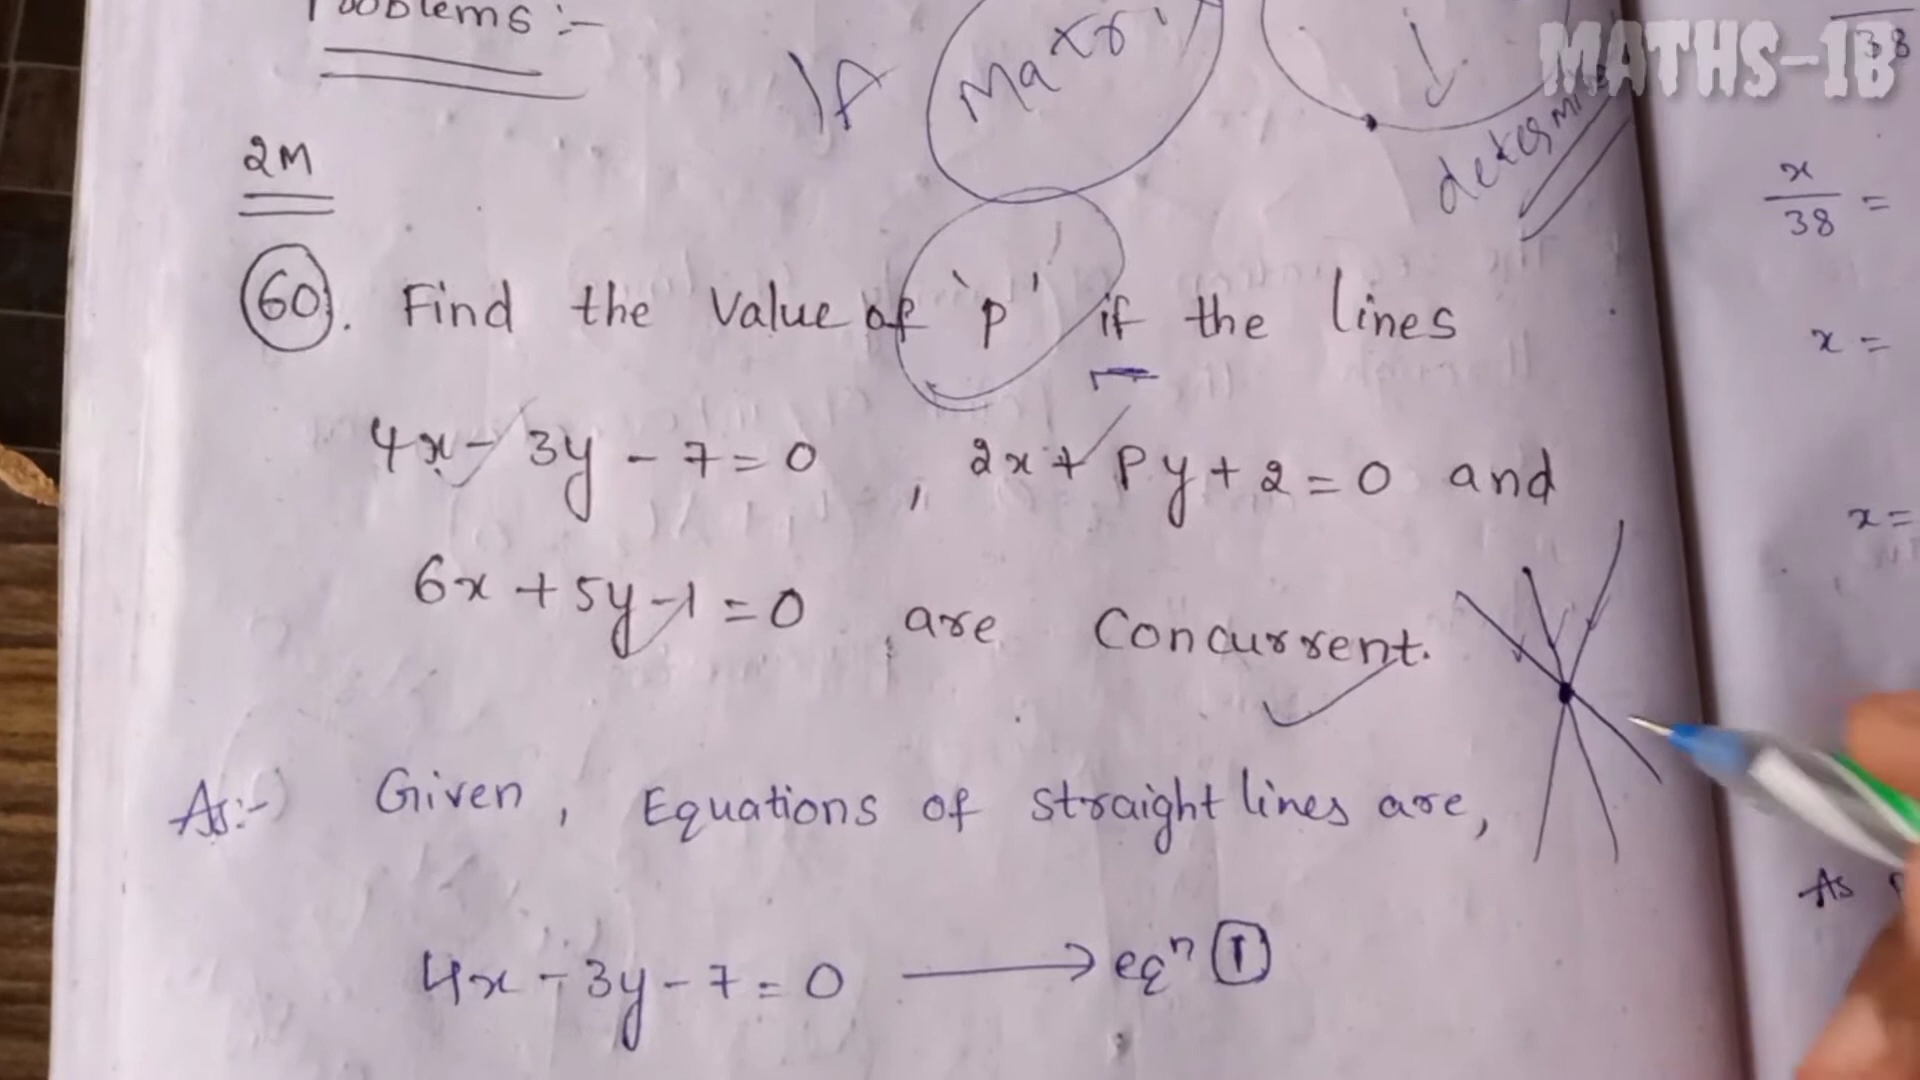 MATHS-1B
Problems :-
If Matrix
38
2M
60. Find the Value of 'p' if the lines
4x - 3y - 7 = 0 , 2x + Py + 2 = 0 and
6x + 5y - 1 = 0 are Concurrent.
As:- Given, Equations of straight lines are,
4x - 3y - 7 = 0 → eqⁿ ①
x/38 =
x =
x =
As